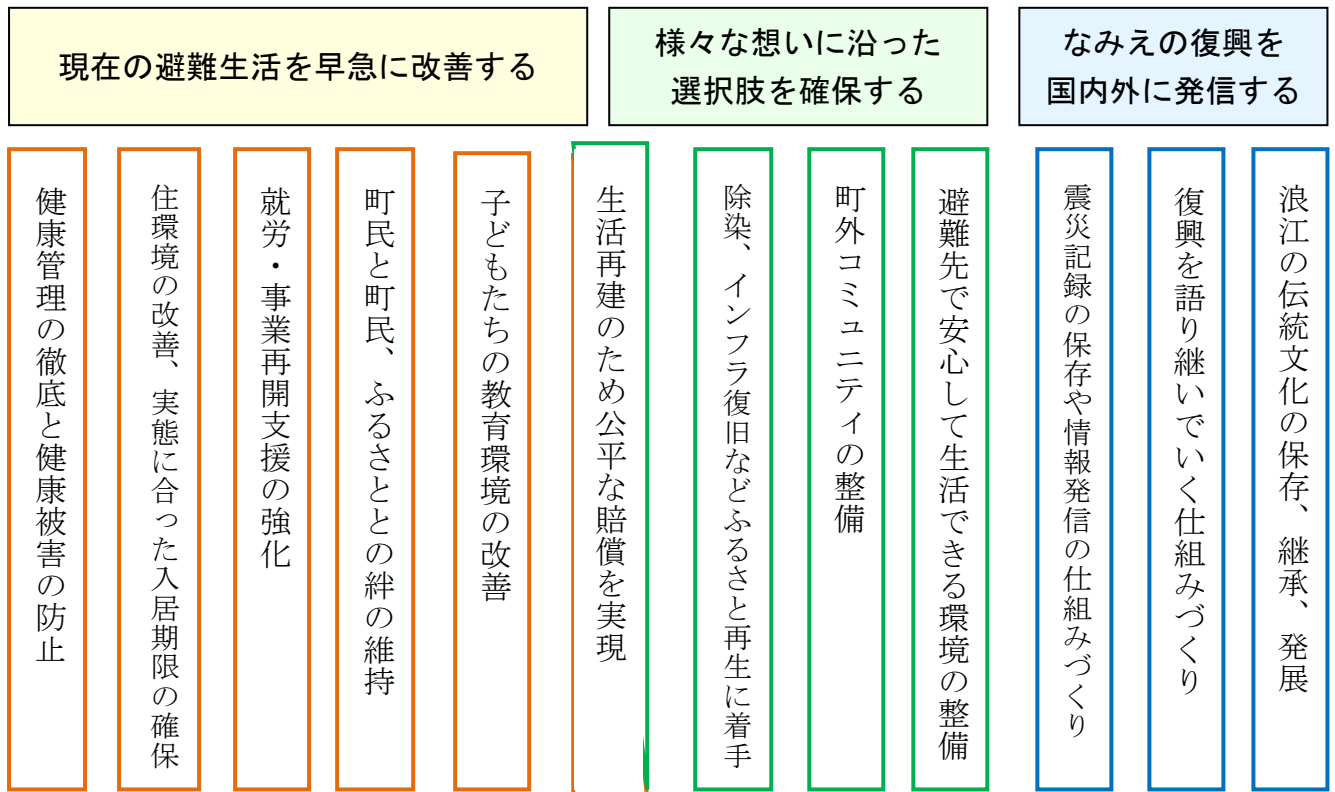 現在の避難生活を早急に改善する
様々な想いに沿った
選択肢を確保する
なみえの復興を
国内外に発信する
健康管理の徹底と健康被害の防止
住環境の改善、実態に合った入居期限の確保
就労・事業再開支援の強化
町民と町民、ふるさととの絆の維持
子どもたちの教育環境の改善
生活再建のため公平な賠償を実現
除染、インフラ復旧などふるさと再生に着手
町外コミュニティの整備
避難先で安心して生活できる環境の整備
震災記録の保存や情報発信の仕組みづくり
復興を語り継いでいく仕組みづくり
浪江の伝統文化の保存、継承、発展